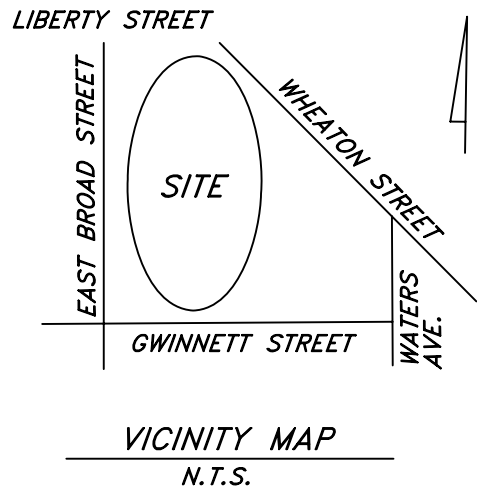 LIBERTY STREET
EAST BROAD STREET
WHEATON STREET
SITE
WATERS
AVE.
GWINNETT STREET
VICINITY MAP
N.T.S.